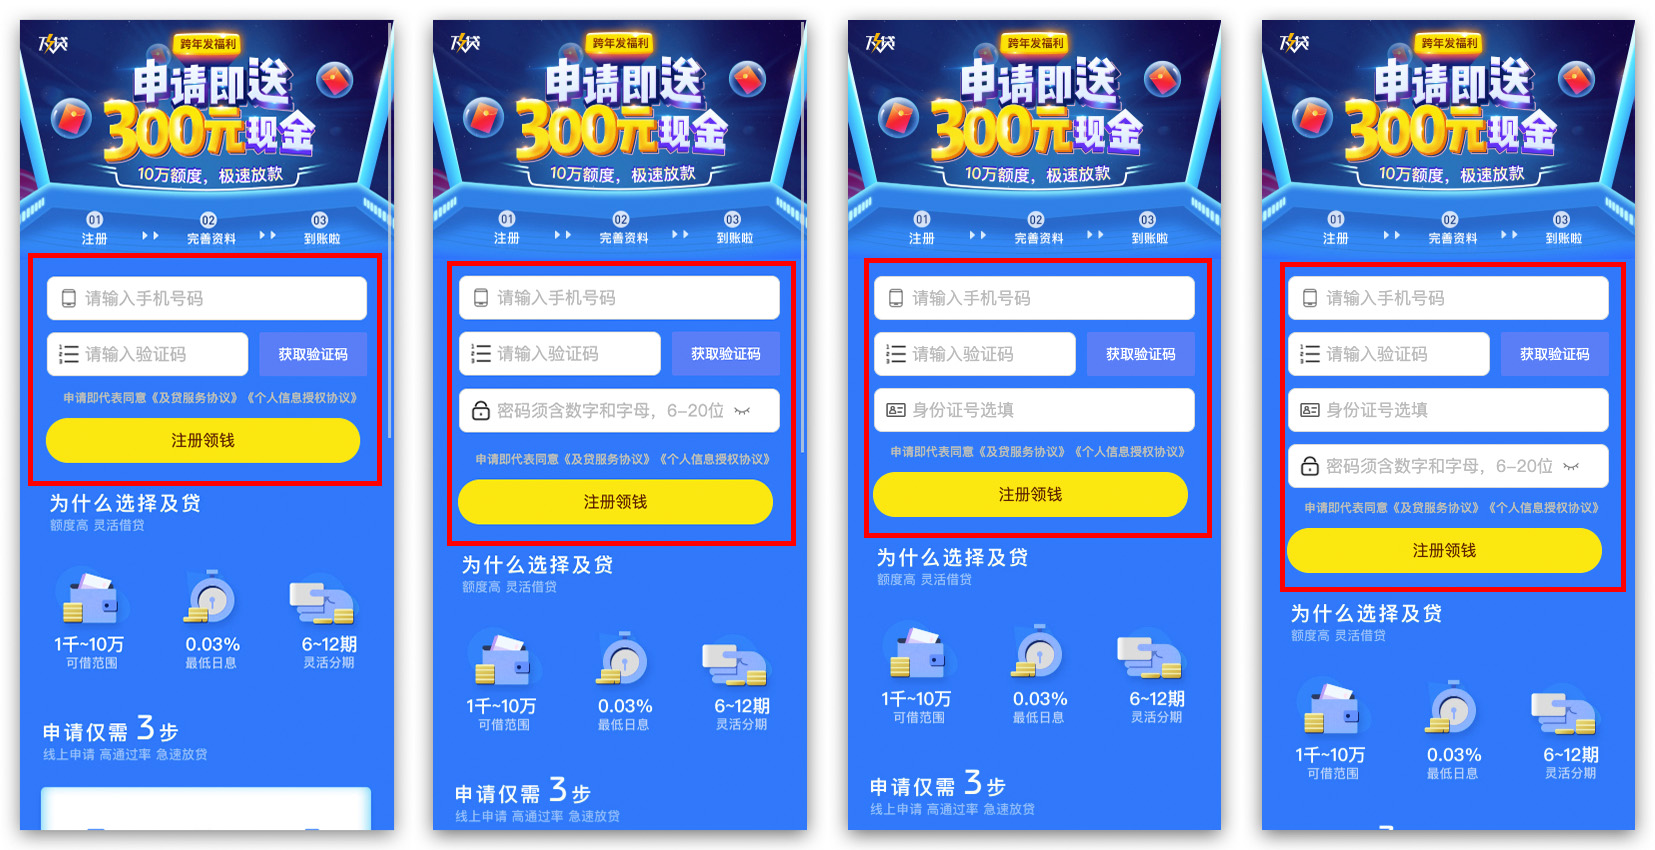 及贷
跨年发福利
申请即送
300元现金
10万额度，极速放款
01 02 03
注册 完善资料 到账啦
请输入手机号码
请输入验证码 获取验证码
申请即代表同意《及贷服务协议》《个人信息授权协议》
注册领钱
为什么选择及贷
额度高 灵活借贷
1千~10万 0.03% 6~12期
可借范围 最低日息 灵活分期
申请仅需3步
线上申请 高通过率 急速放贷
及贷
跨年发福利
申请即送
300元现金
10万额度，极速放款
01 02 03
注册 完善资料 到账啦
请输入手机号码
请输入验证码 获取验证码
密码须含数字和字母，6-20位
申请即代表同意《及贷服务协议》《个人信息授权协议》
注册领钱
为什么选择及贷
额度高 灵活借贷
1千~10万 0.03% 6~12期
可借范围 最低日息 灵活分期
申请仅需3步
线上申请 高通过率 急速放贷
及贷
跨年发福利
申请即送
300元现金
10万额度，极速放款
01 02 03
注册 完善资料 到账啦
请输入手机号码
请输入验证码 获取验证码
身份证号选填
申请即代表同意《及贷服务协议》《个人信息授权协议》
注册领钱
为什么选择及贷
额度高 灵活借贷
1千~10万 0.03% 6~12期
可借范围 最低日息 灵活分期
申请仅需3步
线上申请 高通过率 急速放贷
及贷
跨年发福利
申请即送
300元现金
10万额度，极速放款
01 02 03
注册 完善资料 到账啦
请输入手机号码
请输入验证码 获取验证码
身份证号选填
密码须含数字和字母，6-20位
申请即代表同意《及贷服务协议》《个人信息授权协议》
注册领钱
为什么选择及贷
额度高 灵活借贷
1千~10万 0.03% 6~12期
可借范围 最低日息 灵活分期